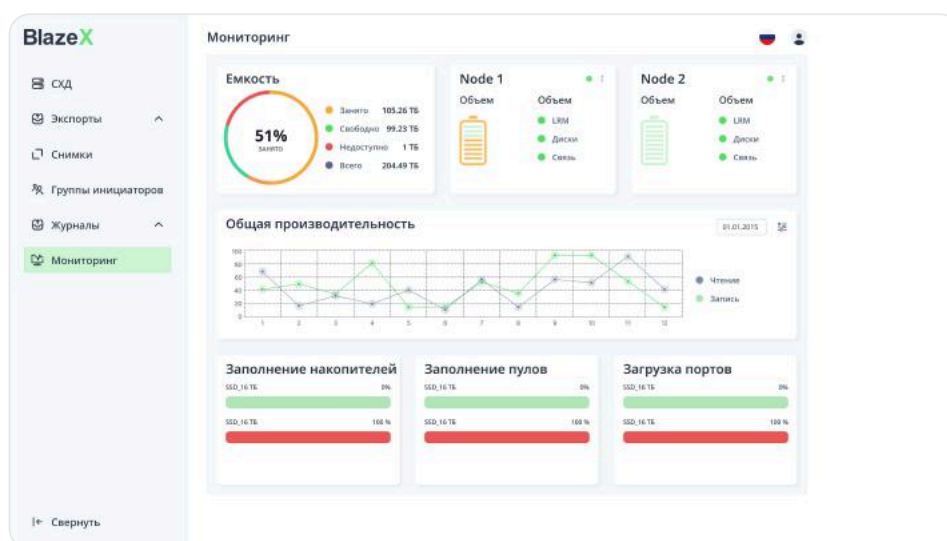 BlazeX
Мониторинг
СХД
Экспорты
Снимки
Группы инициаторов
Журналы
Мониторинг
Свернуть
Емкость
51%
ЗАНЯТО
Занято 105.26 ТБ
Свободно 99.23 ТБ
Недоступно 1 ТБ
Всего 204.49 ТБ
Node 1
Объем Объем
LRM
Диски
Связь
Node 2
Объем Объем
LRM
Диски
Связь
Общая производительность
01.01.2015
100
80
60
40
20
0
1 2 3 4 5 6 7 8 9 10 11 12
Чтение
Запись
Заполнение накопителей
SSD_16 ТБ 0%
SSD_16 ТБ 100 %
Заполнение пулов
SSD_16 ТБ 0%
SSD_16 ТБ 100 %
Загрузка портов
SSD_16 ТБ 0%
SSD_16 ТБ 100 %